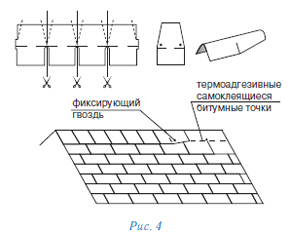 термоадгезивные
самоклеящиеся
битумные точки
фиксирующий
гвоздь
Рис. 4